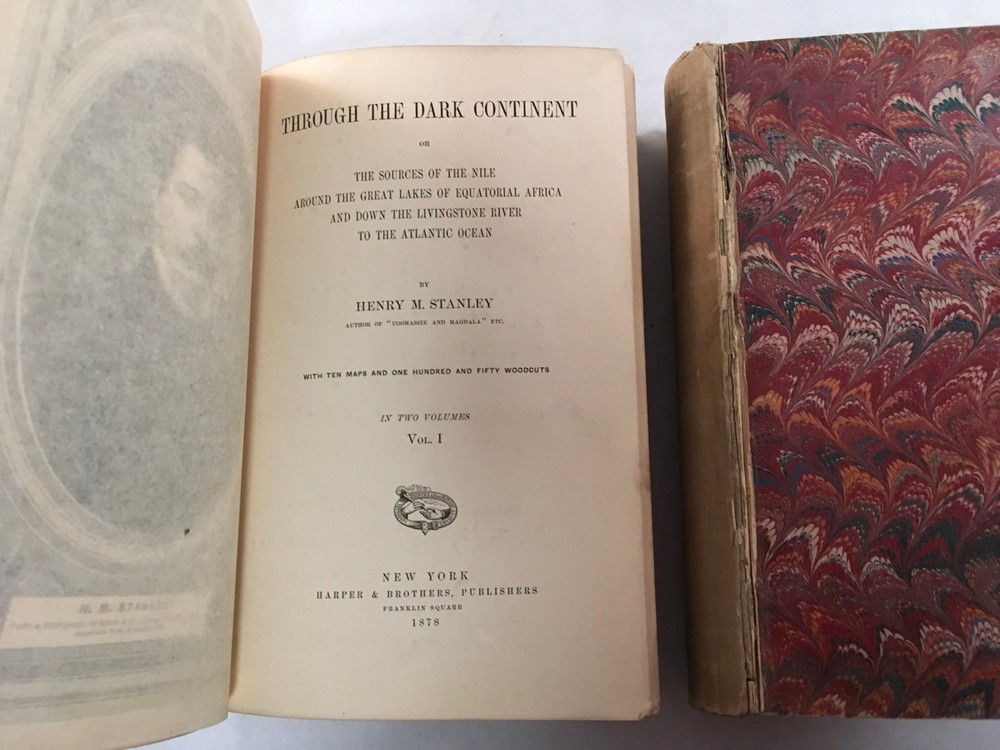 THROUGH THE DARK CONTINENT
OR
THE SOURCES OF THE NILE
AROUND THE GREAT LAKES OF EQUATORIAL AFRICA
AND DOWN THE LIVINGSTONE RIVER
TO THE ATLANTIC OCEAN
BY
HENRY M. STANLEY
AUTHOR OF "COOMASSIE AND MAGDALA" ETC.
WITH TEN MAPS AND ONE HUNDRED AND FIFTY WOODCUTS
IN TWO VOLUMES
VOL. I
NEW YORK
HARPER & BROTHERS, PUBLISHERS
FRANKLIN SQUARE
1878